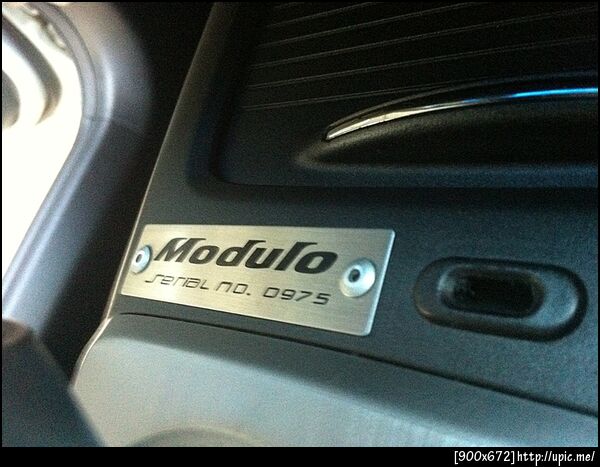 Modulo
serial no. 0975
[900x672]http://upic.me/